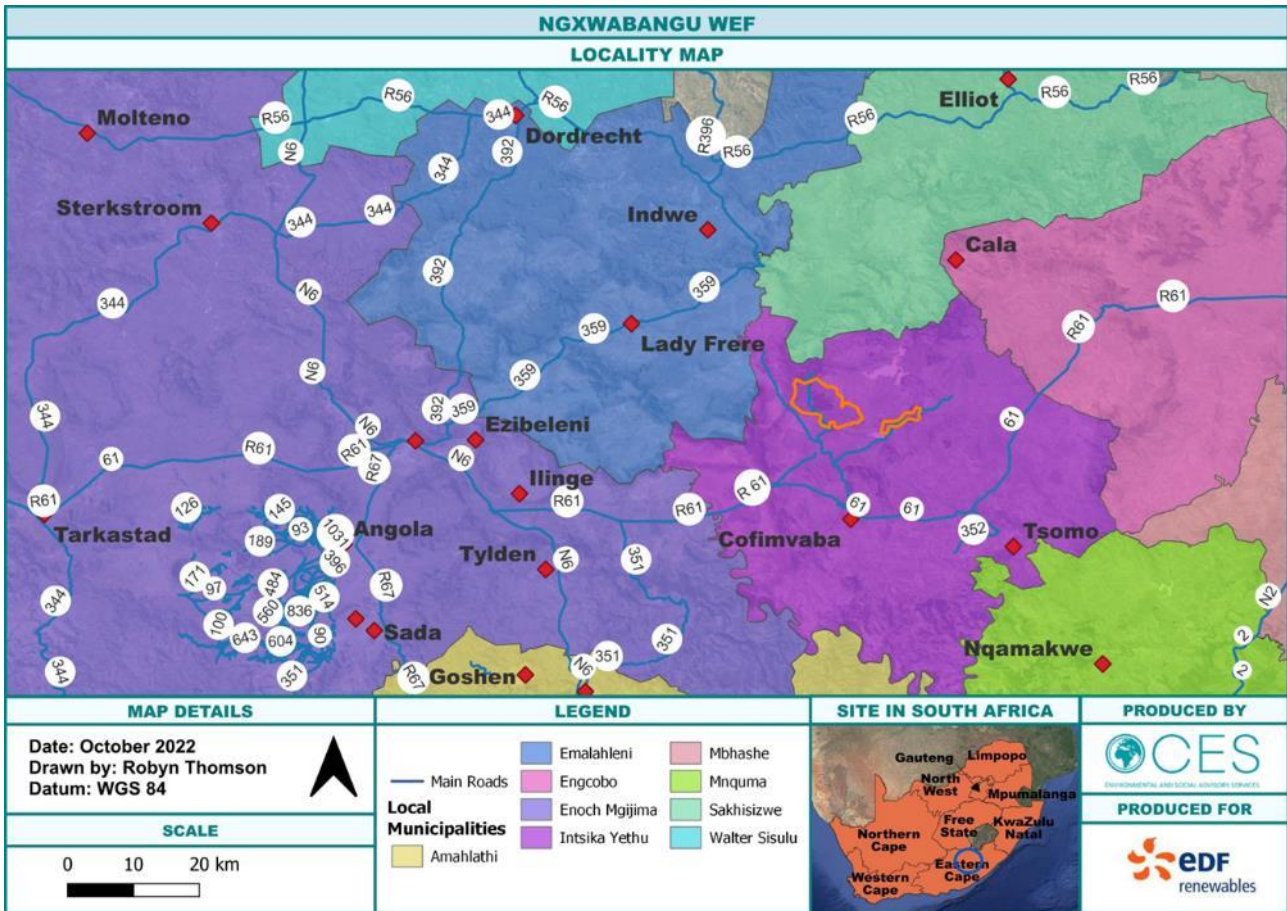 NGXWABANGU WEF
LOCALITY MAP
R56
R56
344
R56
R396
R56
R56
Elliot
R56
R56
Molteno
N6
344
392
Dordrecht
Sterkstroom
344
344
Indwe
Cala
344
N6
392
359
R61
R61
359
Lady Frere
N6
359
344
N6
392
359
Ezibeleni
61
R61
R61
R67
N6
61
R61
Tarkastad
126
145
93
189
1031
Angola
396
Ilinge
R61
R61
R 61
61
61
Cofimvaba
352
Tsomo
171
97
484
514
560
836
100
643
604
90
351
R67
Sada
Tylden
N6
351
344
344
R67
Goshen
N6
351
351
Nqamakwe
N2
2
2
MAP DETAILS
Date: October 2022
Drawn by: Robyn Thomson
Datum: WGS 84
SCALE
0 10 20 km
LEGEND
Main Roads
Local
Municipalities
Amahlathi
Emalahleni
Engcobo
Enoch Mgijima
Intsika Yethu
Mbhashe
Mnquma
Sakhisizwe
Walter Sisulu
SITE IN SOUTH AFRICA
Gauteng
Limpopo
North
West
Mpumalanga
Free
State
KwaZulu
Natal
Northern
Cape
Eastern
Cape
Western
Cape
PRODUCED BY
CES
ENVIRONMENTAL AND SOCIAL ADVISORY SERVICES
PRODUCED FOR
eDF
renewables